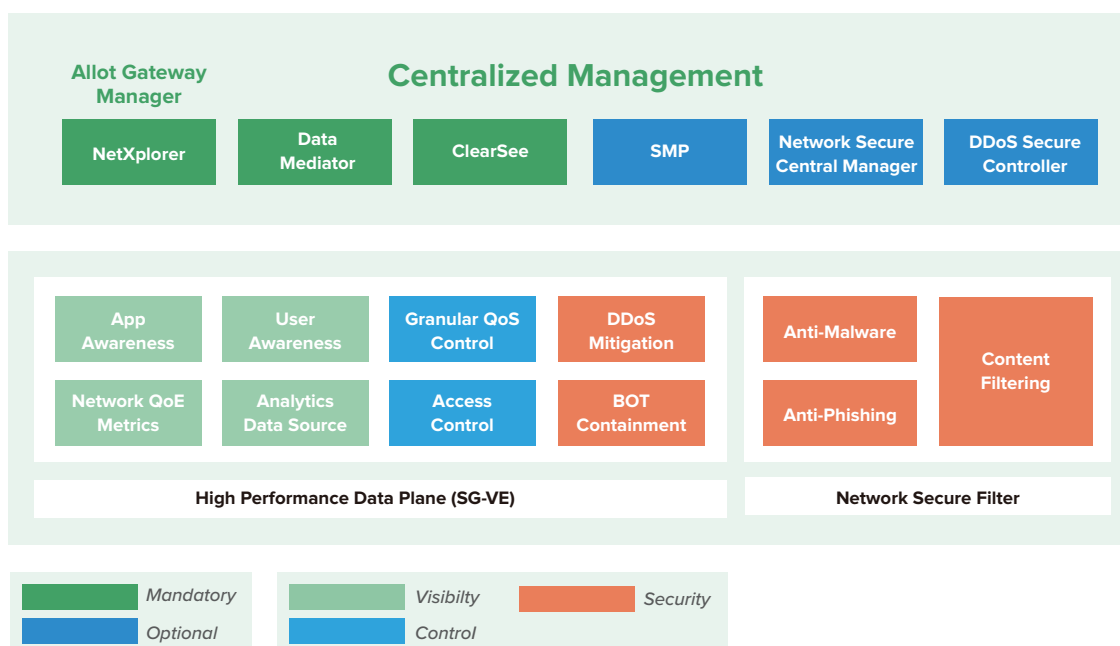 Allot Gateway
Manager
Centralized Management
NetXplorer
Data
Mediator
ClearSee
SMP
Network Secure
Central Manager
DDoS Secure
Controller
App
Awareness
User
Awareness
Granular QoS
Control
DDoS
Mitigation
Network QoE
Metrics
Analytics
Data Source
Access
Control
BOT
Containment
High Performance Data Plane (SG-VE)
Anti-Malware
Anti-Phishing
Content
Filtering
Network Secure Filter
Mandatory
Optional
Visibilty
Control
Security